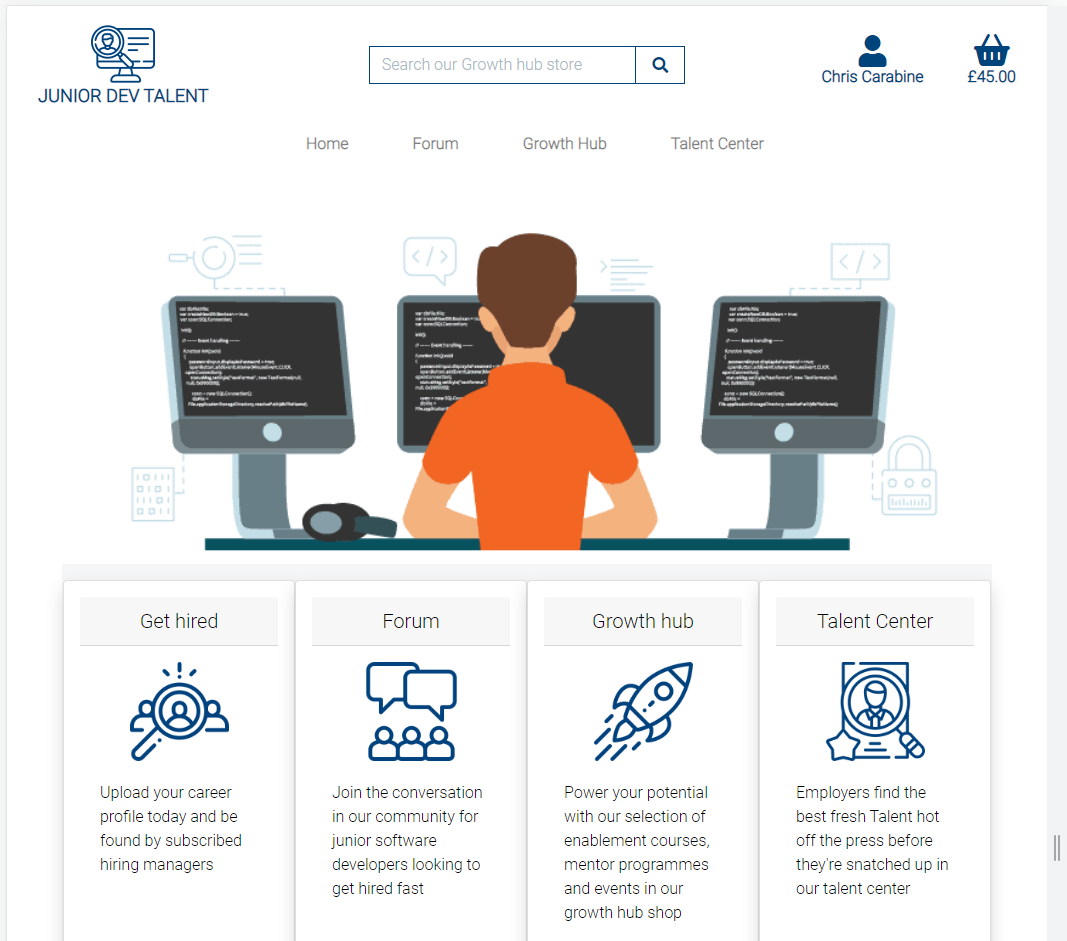 JUNIOR DEV TALENT
Search our Growth hub store
Chris Carabine
£45.00
Home Forum Growth Hub Talent Center
</>
</>
Get hired
Upload your career
profile today and be
found by subscribed
hiring managers
Forum
Join the conversation
in our community for
junior software
developers looking to
get hired fast
Growth hub
Power your potential
with our selection of
enablement courses,
mentor programmes
and events in our
growth hub shop
Talent Center
Employers find the
best fresh Talent hot
off the press before
they're snatched up in
our talent center